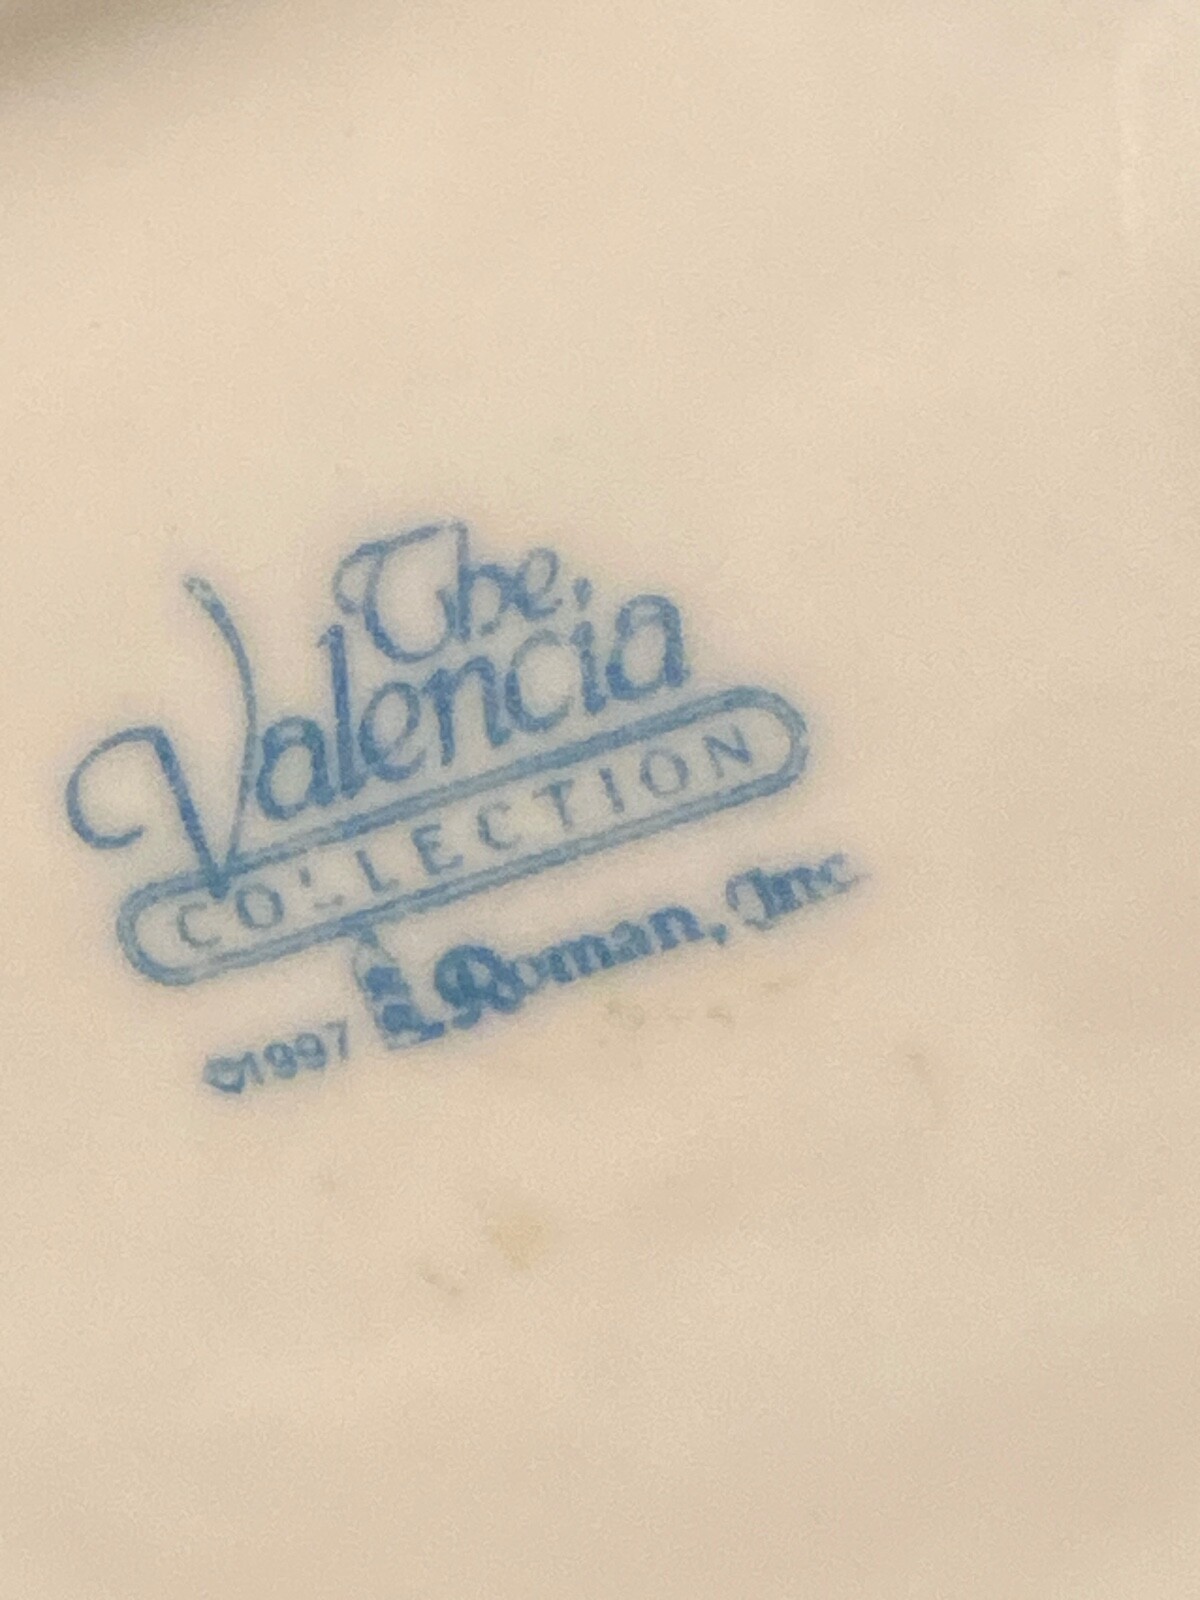 The
Valencia
COLLECTION
©1997 Roman, Inc.